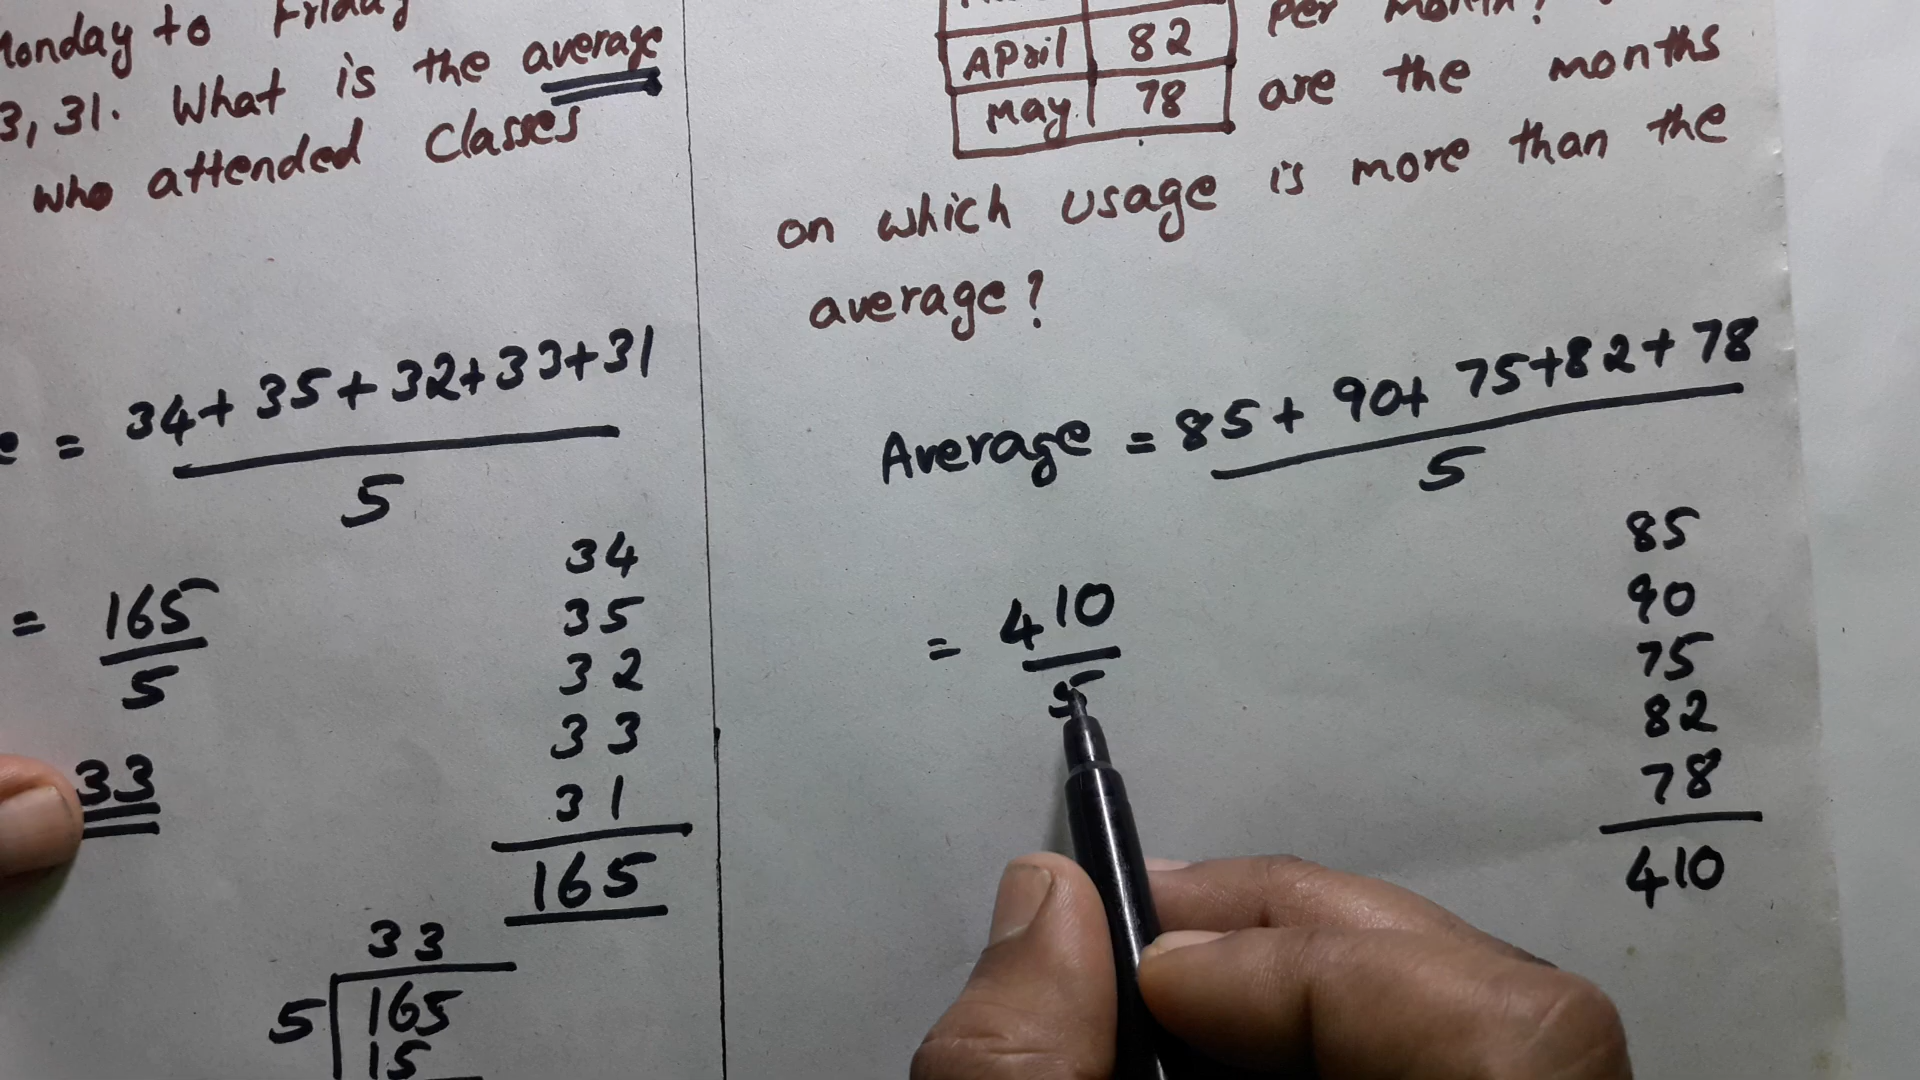 Monday to Friday
3, 31. What is the average
who attended classes
e = 34+ 35+ 32+33+31
5
= 165
5
33
34
35
32
33
31
165
33
5 165
15
April 82
May 78
per month?
are the months
on which usage is more than the
average?
Average = 85+ 90+ 75+82+ 78
5
= 410
5
85
90
75
82
78
410